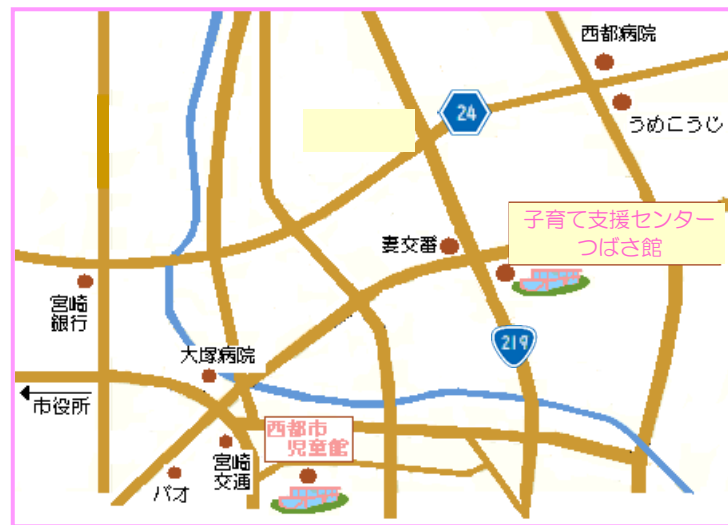 西都病院
24
うめこうじ
子育て支援センター
つばさ館
妻交番
宮崎
銀行
219
大塚病院
市役所
西都市
児童館
宮崎
交通
パオ